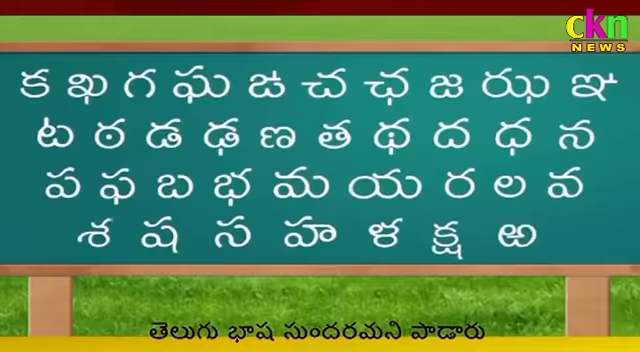 ckn
NEWS
క ఖ గ ఘ ఙ చ ఛ జ ఝ ఞ
ట ఠ డ ఢ ణ త థ ద ధ న
ప ఫ బ భ మ య ర ల వ
శ ష స హ ళ క్ష ఱ
తెలుగు భాష సుందరమని పాడారు